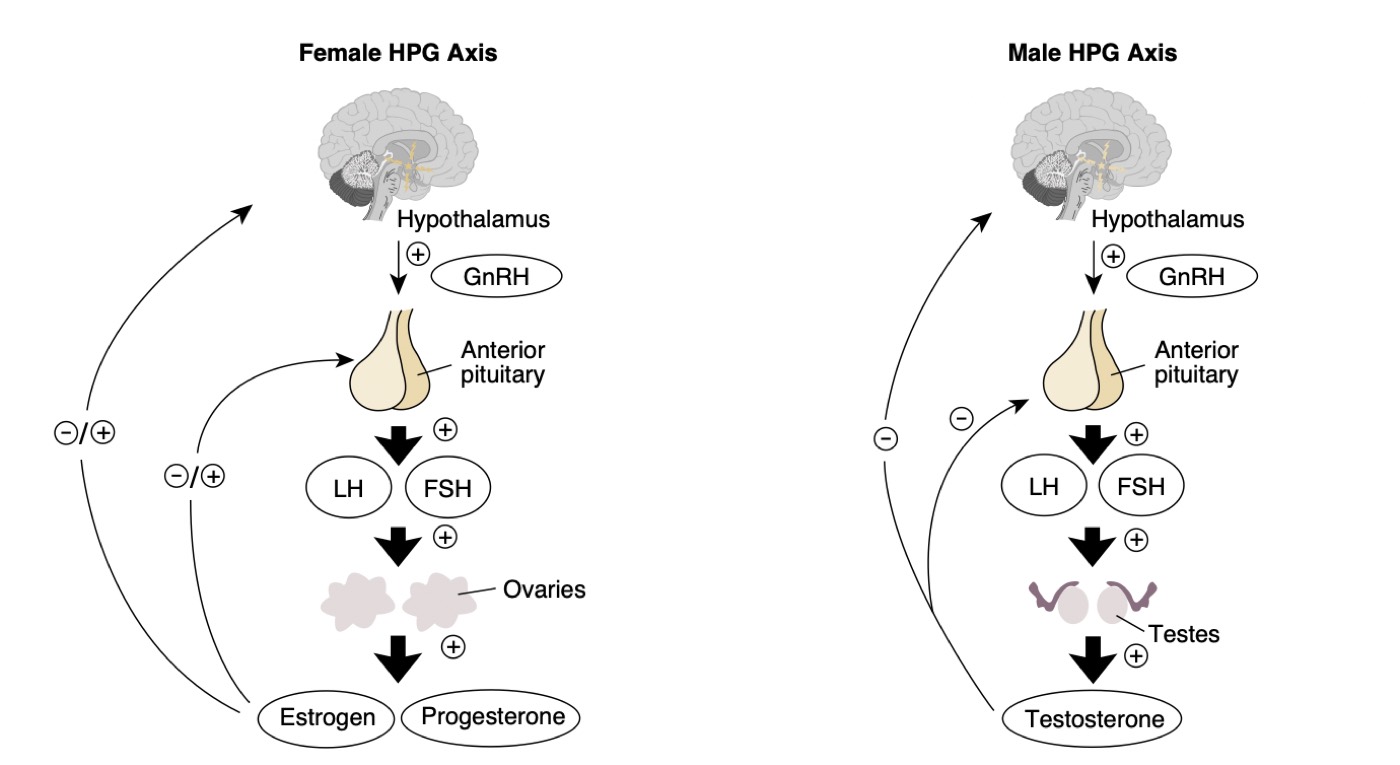 Female HPG Axis
Hypothalamus
+
GnRH
Anterior
pituitary
−/+
−/+
+
LH
FSH
+
Ovaries
+
Estrogen
Progesterone
Male HPG Axis
Hypothalamus
+
GnRH
Anterior
pituitary
−
−
+
LH
FSH
+
Testes
+
Testosterone